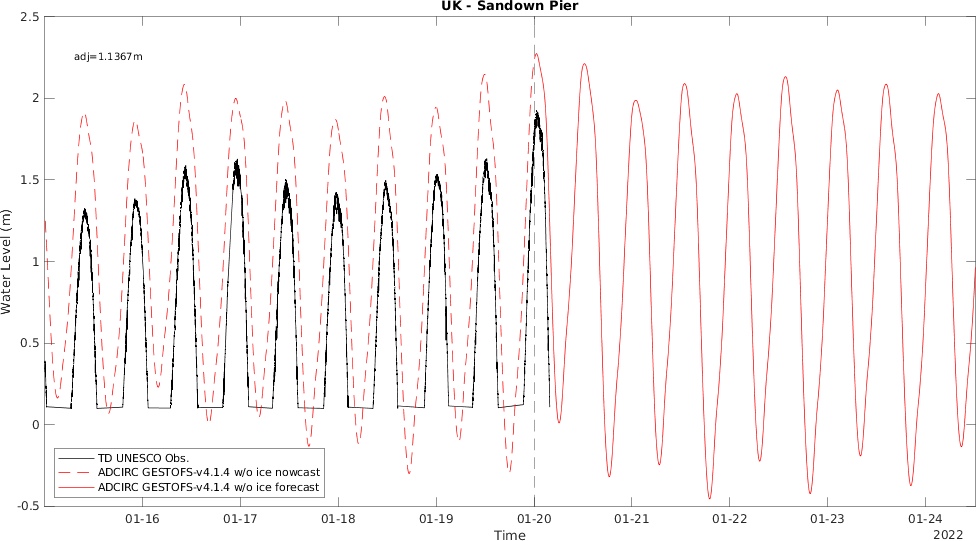 UK - Sandown Pier
adj=1.1367m
2.5
2
1.5
1
0.5
0
-0.5
Water Level (m)
TD UNESCO Obs.
ADCIRC GESTOFS-v4.1.4 w/o ice nowcast
ADCIRC GESTOFS-v4.1.4 w/o ice forecast
01-16 01-17 01-18 01-19 01-20 01-21 01-22 01-23 01-24
Time
2022